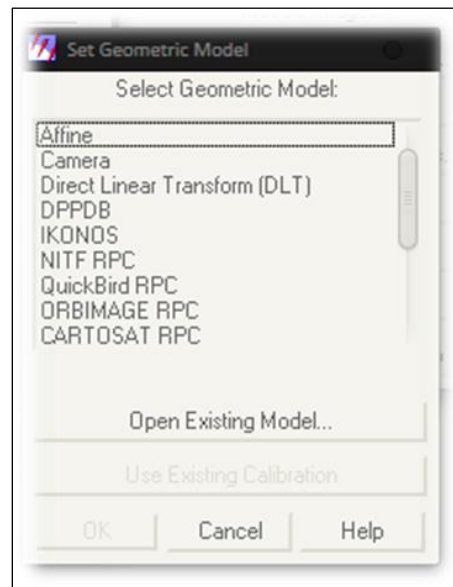 Set Geometric Model
Select Geometric Model:
Affine
Camera
Direct Linear Transform (DLT)
DPPDB
IKONOS
NITF RPC
QuickBird RPC
ORBIMAGE RPC
CARTOSAT RPC
Open Existing Model...
Use Existing Calibration
OK
Cancel
Help